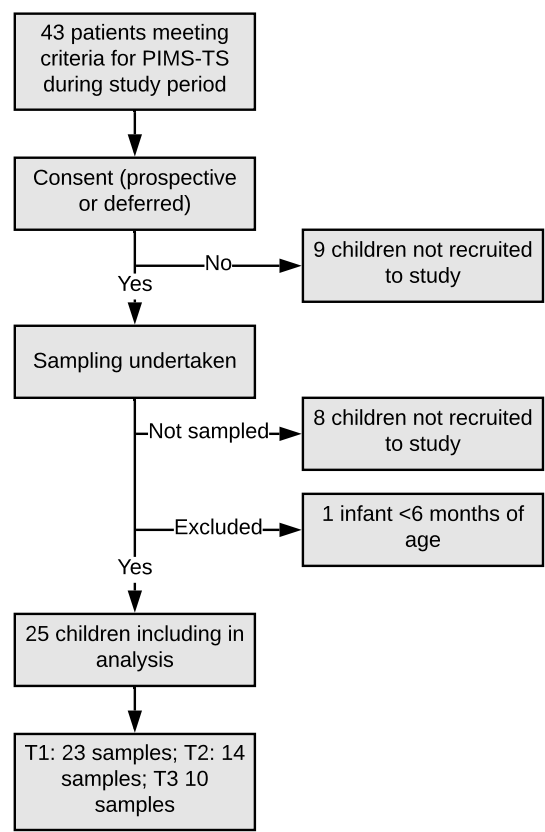 43 patients meeting
criteria for PIMS-TS
during study period
Consent (prospective
or deferred)
No
9 children not recruited
to study
Yes
Sampling undertaken
Not sampled
8 children not recruited
to study
Excluded
1 infant <6 months of
age
Yes
25 children including in
analysis
T1: 23 samples; T2: 14
samples; T3 10
samples